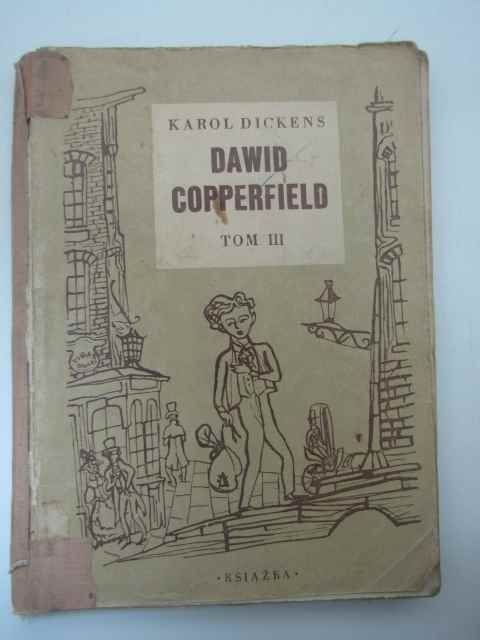 KAROL DICKENS
DAWID
COPPERFIELD
TOM III
· KSIĄŻKA ·